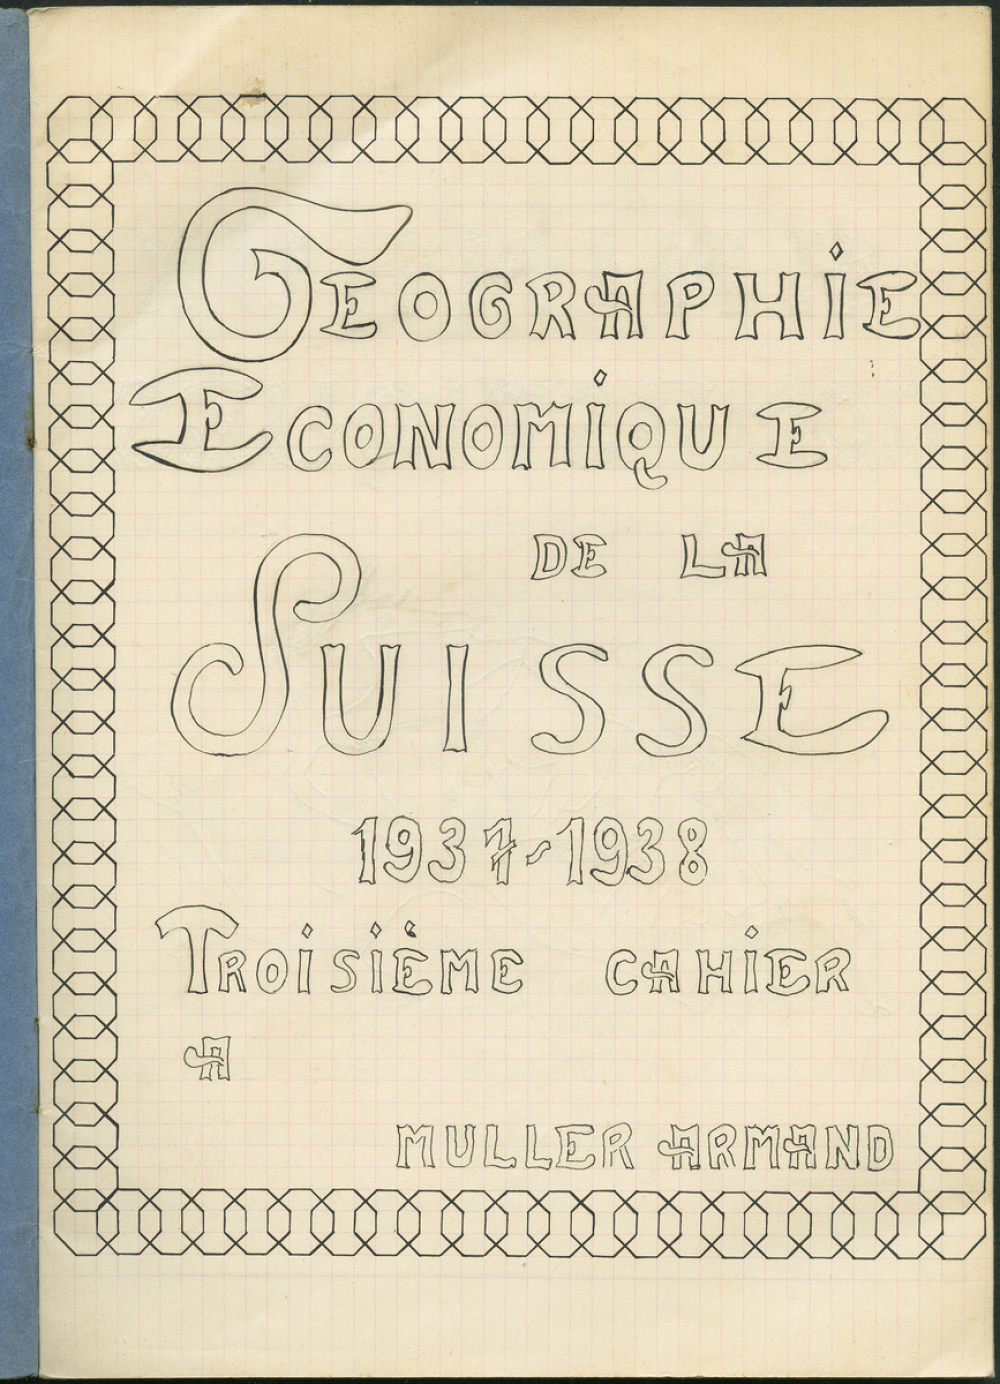 GEOGRAPHiE
ECONOMiQUE
DE LA
SUISSE
1937-1938
TROiSiÈME CAHiER
A
MULLER ARMAND